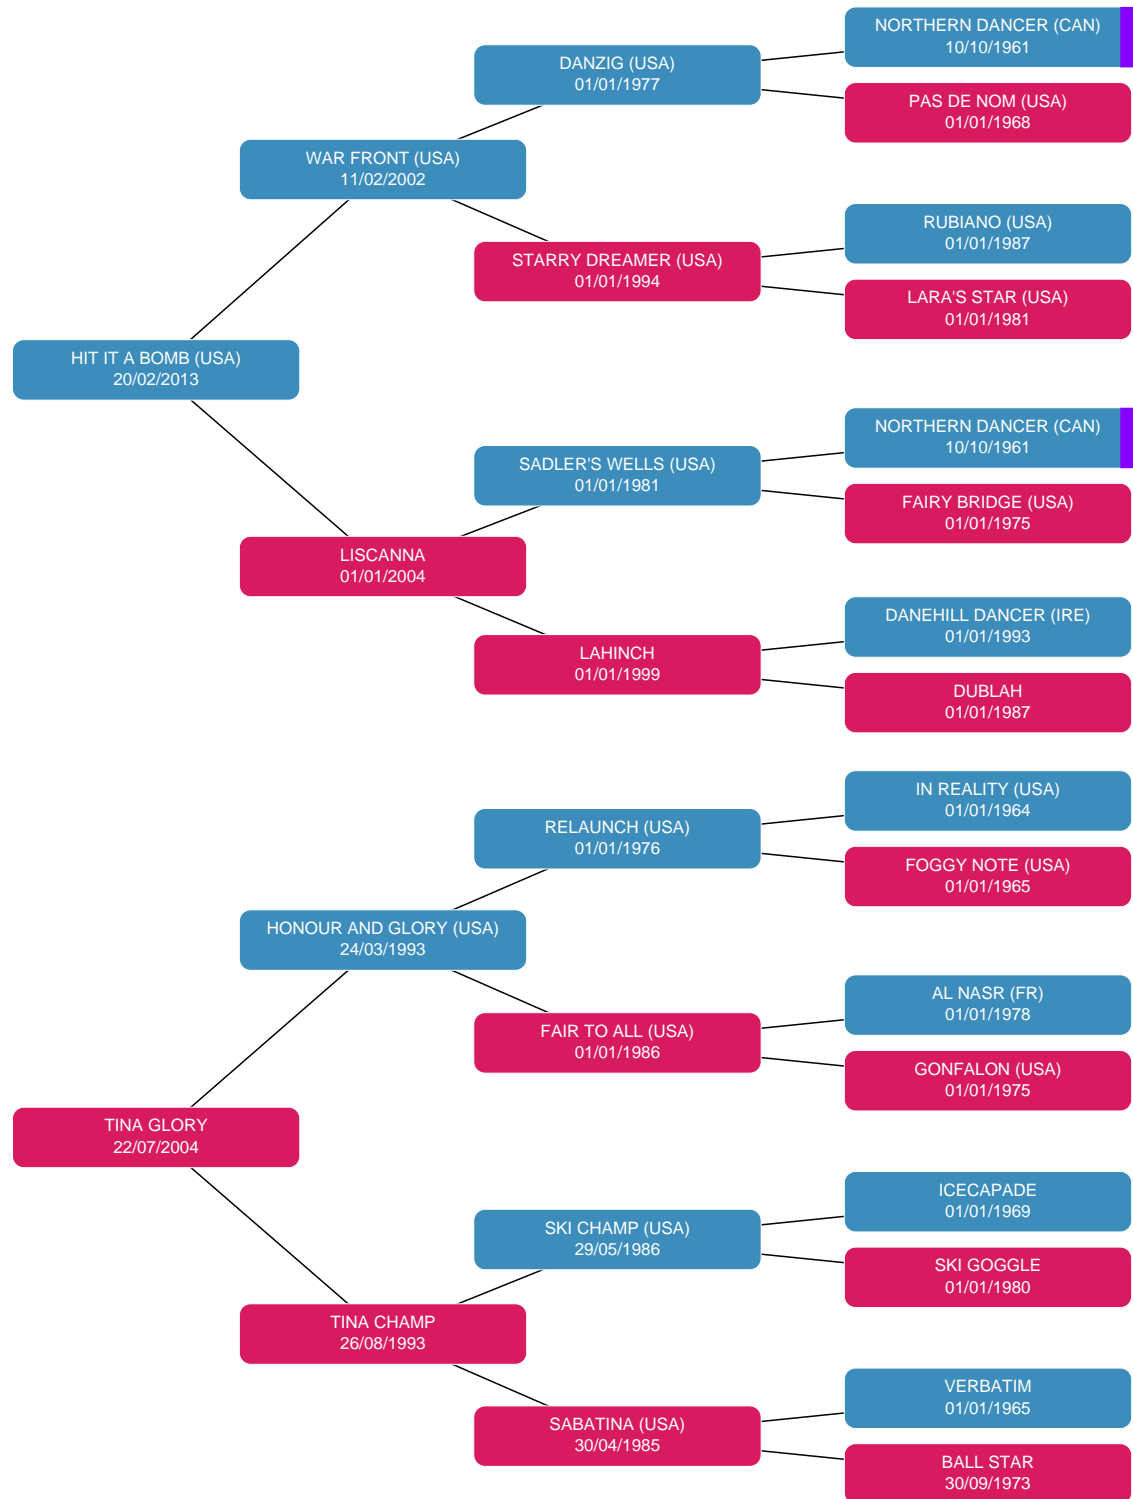 NORTHERN DANCER (CAN)
10/10/1961
DANZIG (USA)
01/01/1977
PAS DE NOM (USA)
01/01/1968
WAR FRONT (USA)
11/02/2002
RUBIANO (USA)
01/01/1987
STARRY DREAMER (USA)
01/01/1994
LARA'S STAR (USA)
01/01/1981
HIT IT A BOMB (USA)
20/02/2013
NORTHERN DANCER (CAN)
10/10/1961
SADLER'S WELLS (USA)
01/01/1981
FAIRY BRIDGE (USA)
01/01/1975
LISCANNA
01/01/2004
DANEHILL DANCER (IRE)
01/01/1993
LAHINCH
01/01/1999
DUBLAH
01/01/1987
IN REALITY (USA)
01/01/1964
RELAUNCH (USA)
01/01/1976
FOGGY NOTE (USA)
01/01/1965
HONOUR AND GLORY (USA)
24/03/1993
AL NASR (FR)
01/01/1978
FAIR TO ALL (USA)
01/01/1986
GONFALON (USA)
01/01/1975
TINA GLORY
22/07/2004
ICECAPADE
01/01/1969
SKI CHAMP (USA)
29/05/1986
SKI GOGGLE
01/01/1980
TINA CHAMP
26/08/1993
VERBATIM
01/01/1965
SABATINA (USA)
30/04/1985
BALL STAR
30/09/1973